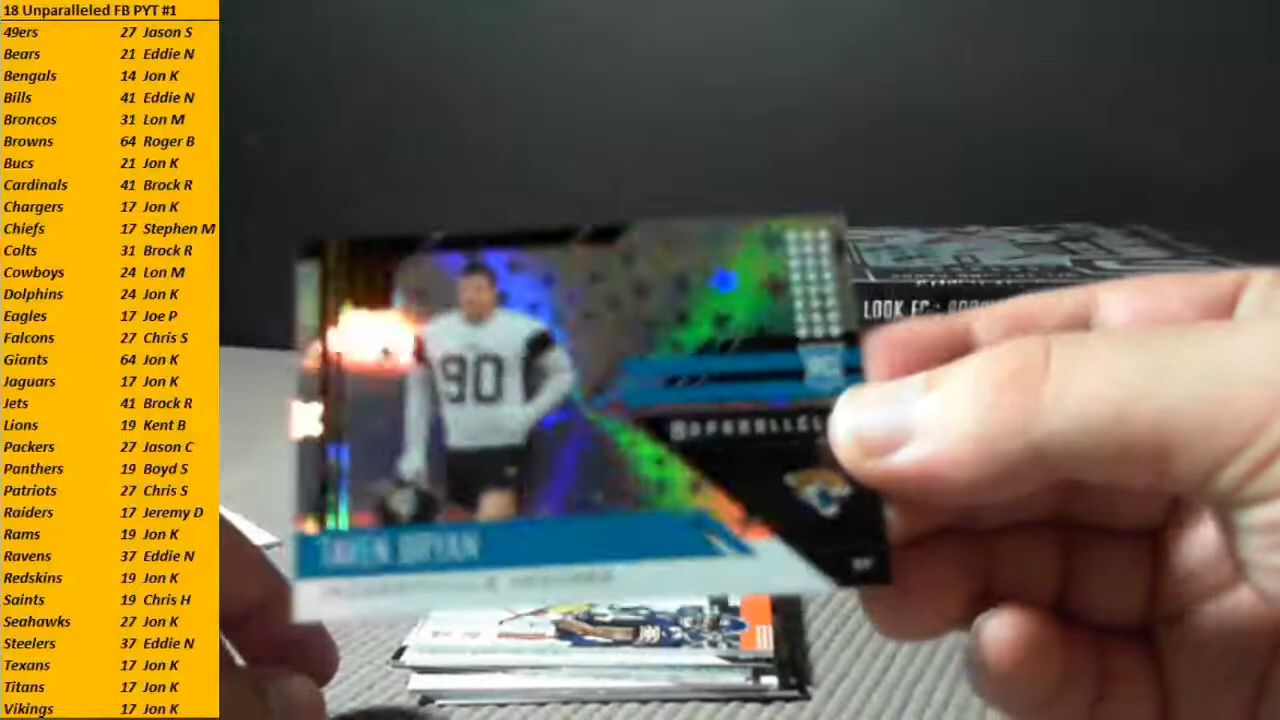 18 Unparalleled FB PYT #1
49ers 27 Jason S
Bears 21 Eddie N
Bengals 14 Jon K
Bills 41 Eddie N
Broncos 31 Lon M
Browns 64 Roger B
Bucs 21 Jon K
Cardinals 41 Brock R
Chargers 17 Jon K
Chiefs 17 Stephen M
Colts 31 Brock R
Cowboys 24 Lon M
Dolphins 24 Jon K
Eagles 17 Joe P
Falcons 27 Chris S
Giants 64 Jon K
Jaguars 17 Jon K
Jets 41 Brock R
Lions 19 Kent B
Packers 27 Jason C
Panthers 19 Boyd S
Patriots 27 Chris S
Raiders 17 Jeremy D
Rams 19 Jon K
Ravens 37 Eddie N
Redskins 19 Jon K
Saints 19 Chris H
Seahawks 27 Jon K
Steelers 37 Eddie N
Texans 17 Jon K
Titans 17 Jon K
Vikings 17 Jon K
LOOK
90
TAVEN BRYAN